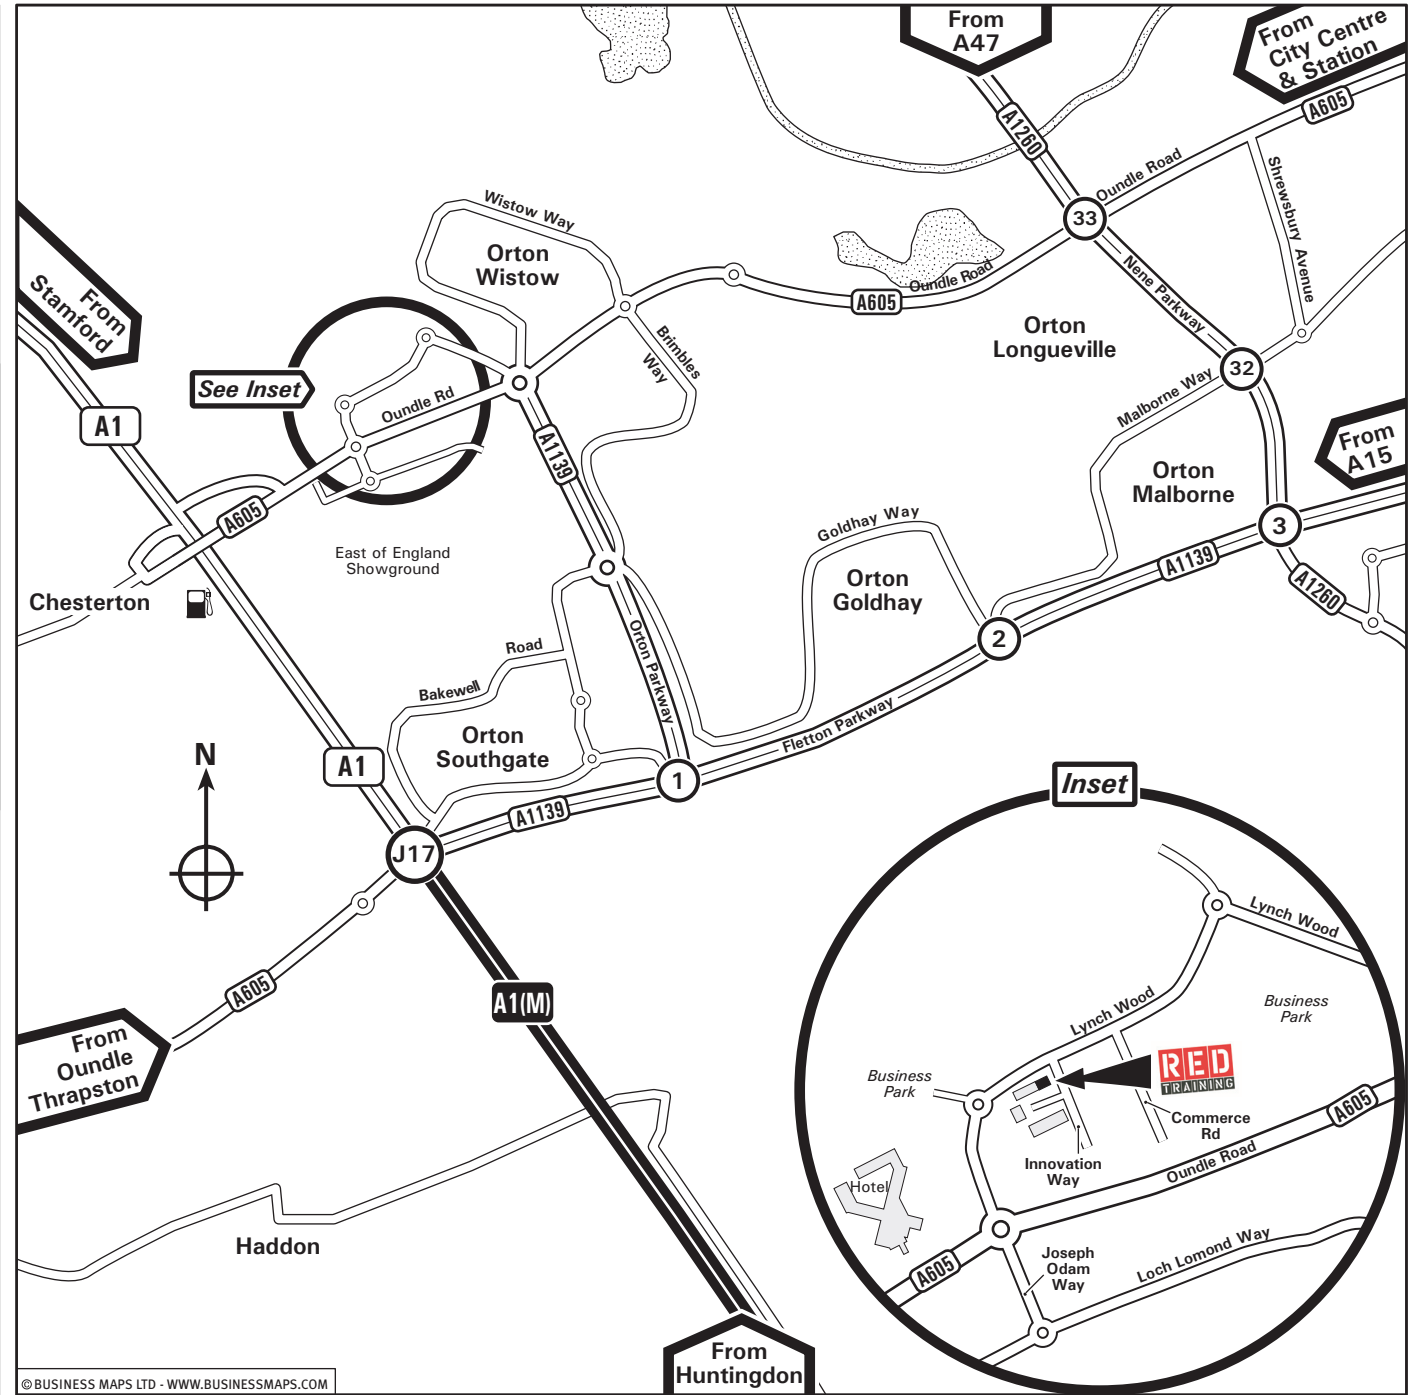 From
A47
From
City Centre
& Station
A605
A1260
Oundle Road
Shrewsbury Avenue
33
Wistow Way
Orton
Wistow
From
Stamford
Oundle Road
A605
Nene Parkway
Orton
Longueville
Brimbles
Way
32
See Inset
Oundle Rd
Malborne Way
A1
A1139
From
A15
Orton
Malborne
A605
Goldhay Way
3
East of England
Showground
A1139
Orton
Goldhay
A1260
Chesterton
2
Road
Orton Parkway
Bakewell
Fletton Parkway
Orton
Southgate
N
A1
1
Inset
A1139
J17
Lynch Wood
A605
A1(M)
Lynch Wood
Business
Park
From
Oundle
Thrapston
RED
TRAINING
Business
Park
A605
Commerce
Rd
Innovation
Way
Oundle Road
Hotel
Haddon
Joseph
Odam
Way
Loch Lomond Way
A605
From
Huntingdon
© BUSINESS MAPS LTD - WWW.BUSINESSMAPS.COM